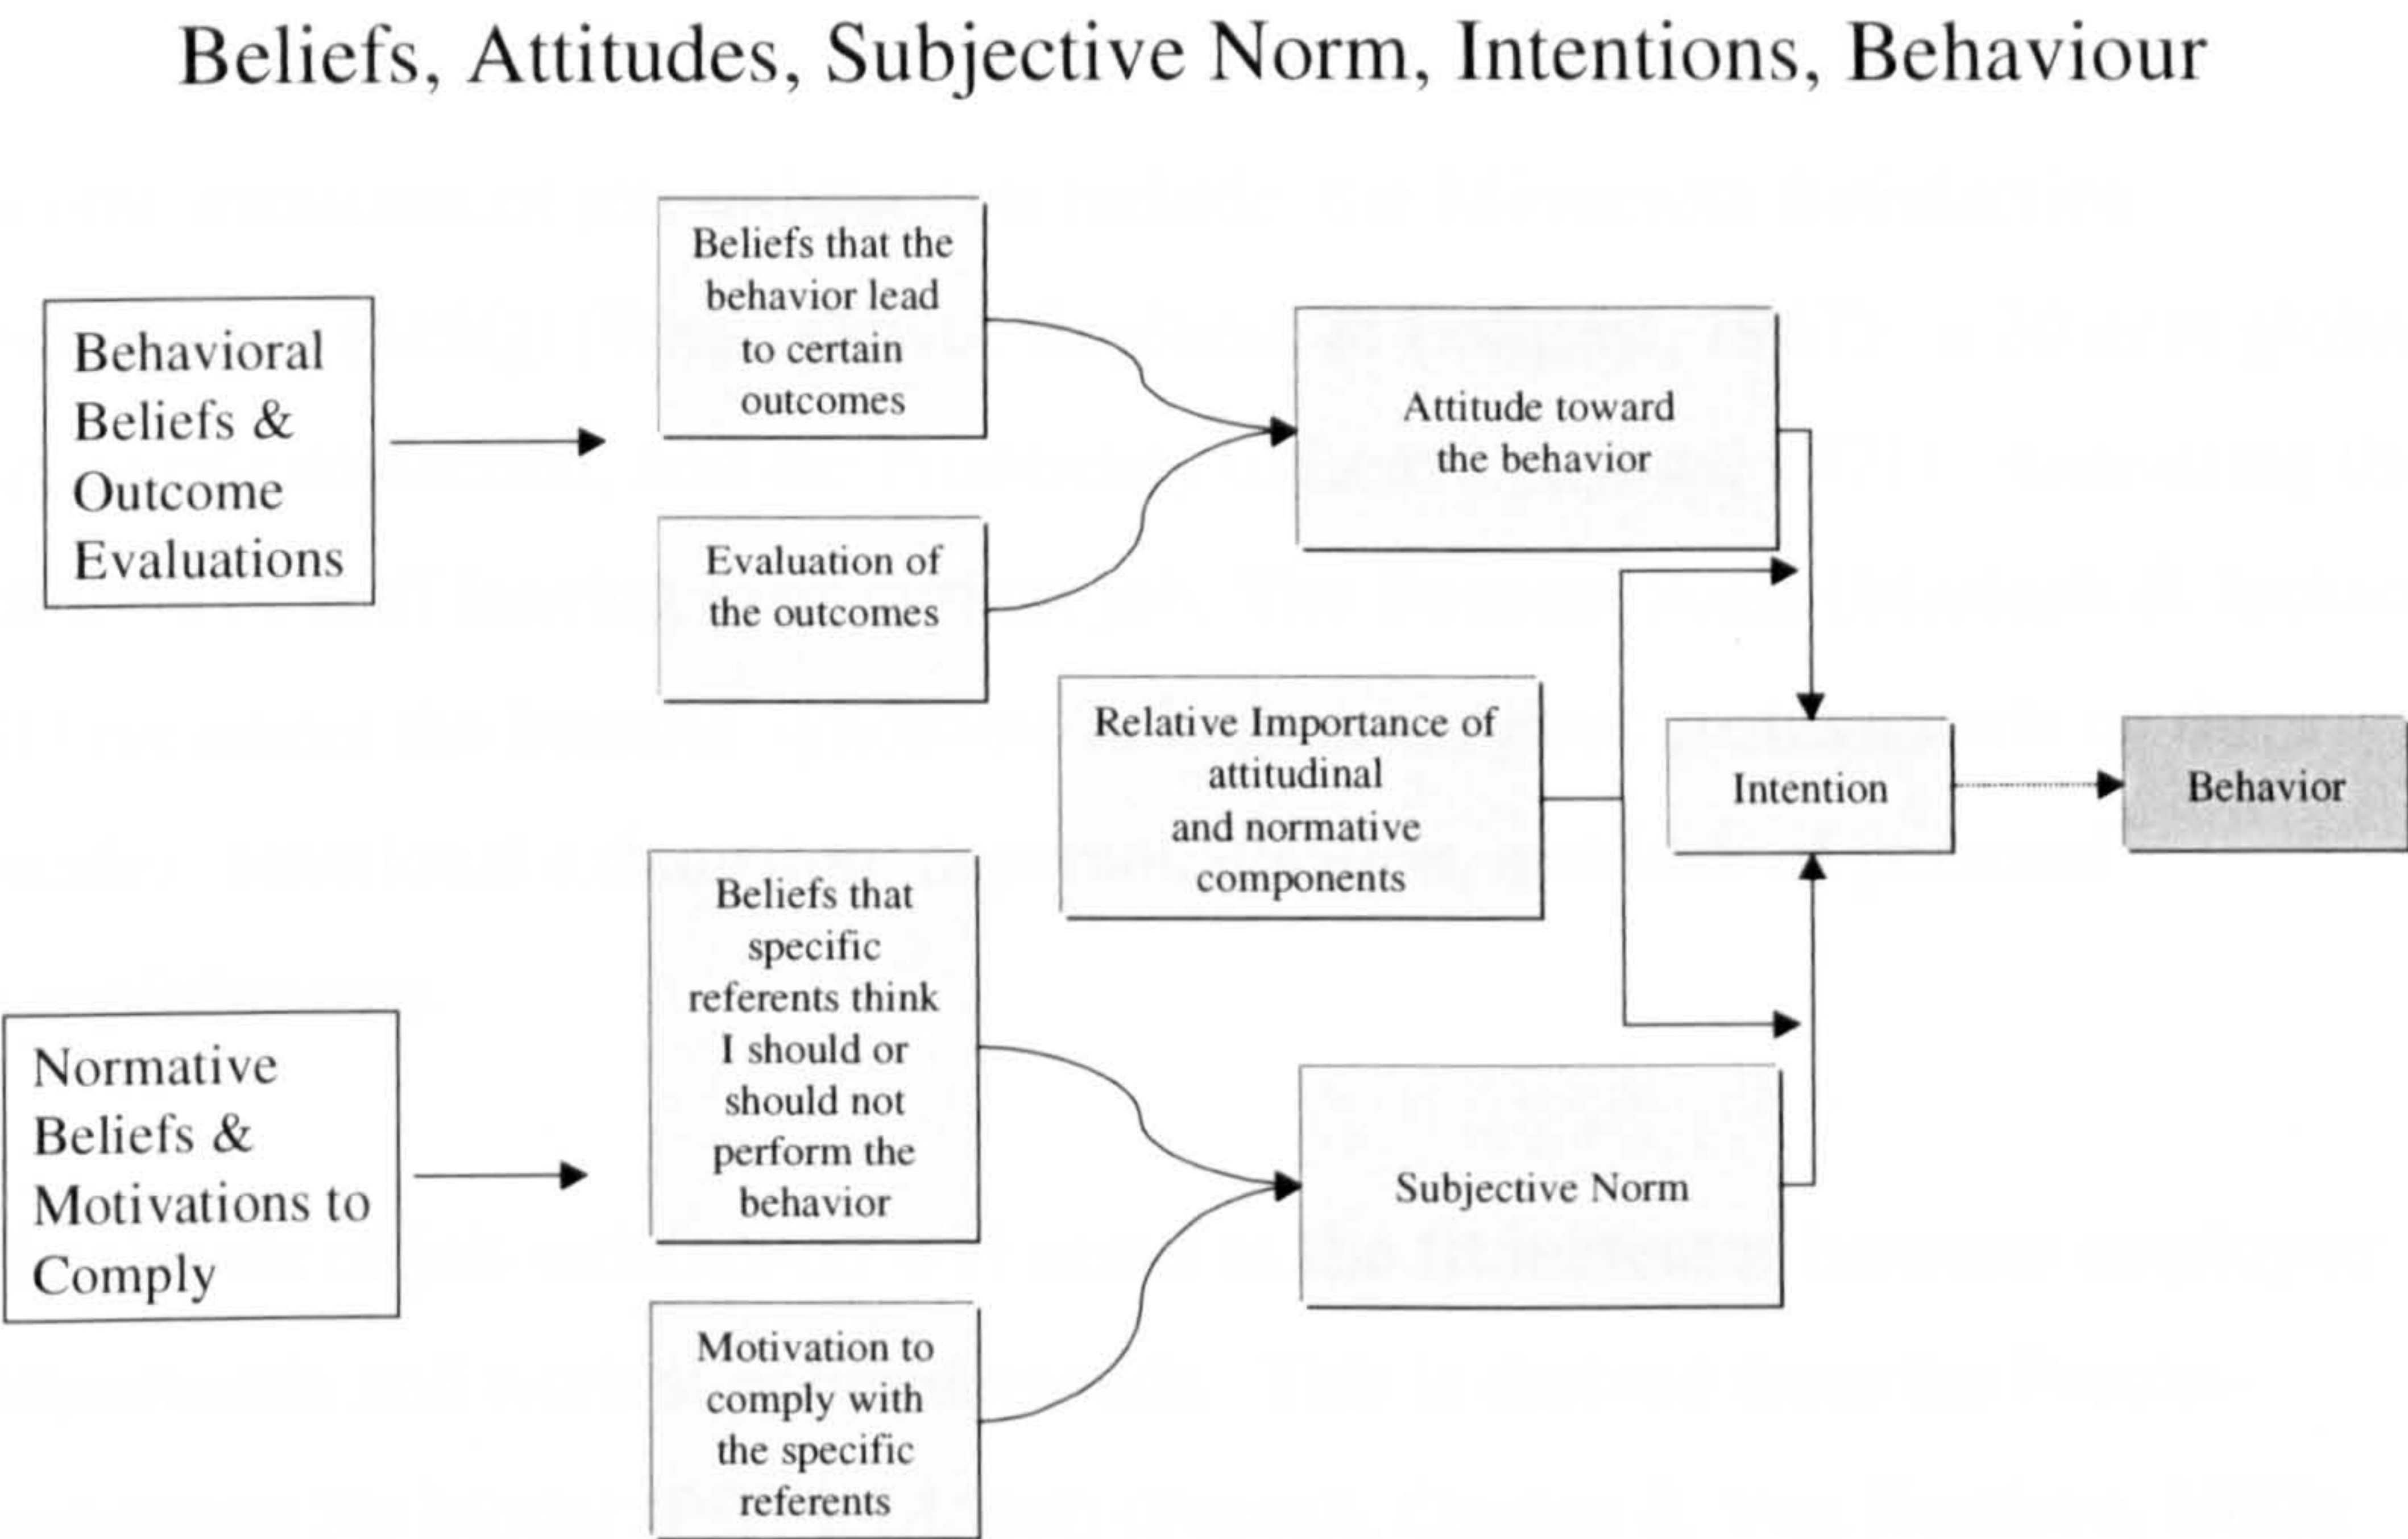 Beliefs, Attitudes, Subjective Norm, Intentions, Behaviour
Behavioral
Beliefs &
Outcome
Evaluations
Beliefs that the
behavior lead
to certain
outcomes
Evaluation of
the outcomes
Attitude toward
the behavior
Relative Importance of
attitudinal
and normative
components
Intention
Behavior
Normative
Beliefs &
Motivations to
Comply
Beliefs that
specific
referents think
I should or
should not
perform the
behavior
Motivation to
comply with
the specific
referents
Subjective Norm